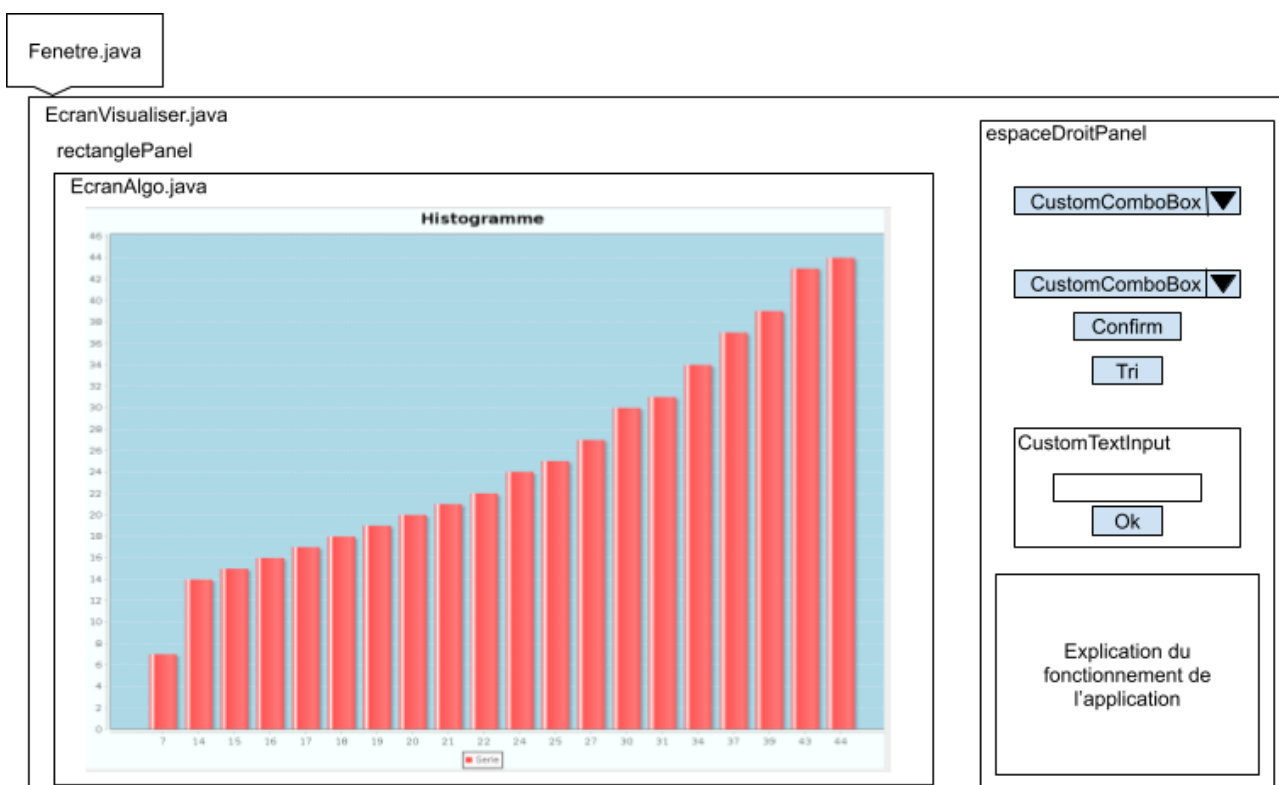 Fenetre.java
EcranVisualiser.java
rectanglePanel
EcranAlgo.java
Histogramme
46
44
42
40
38
36
34
32
30
28
26
24
22
20
18
16
14
12
10
8
6
4
2
0
7 14 15 16 17 18 19 20 21 22 24 25 27 30 31 34 37 39 43 44
Serie
espaceDroitPanel
CustomComboBox
CustomComboBox
Confirm
Tri
CustomTextInput
Ok
Explication du
fonctionnement de
l'application